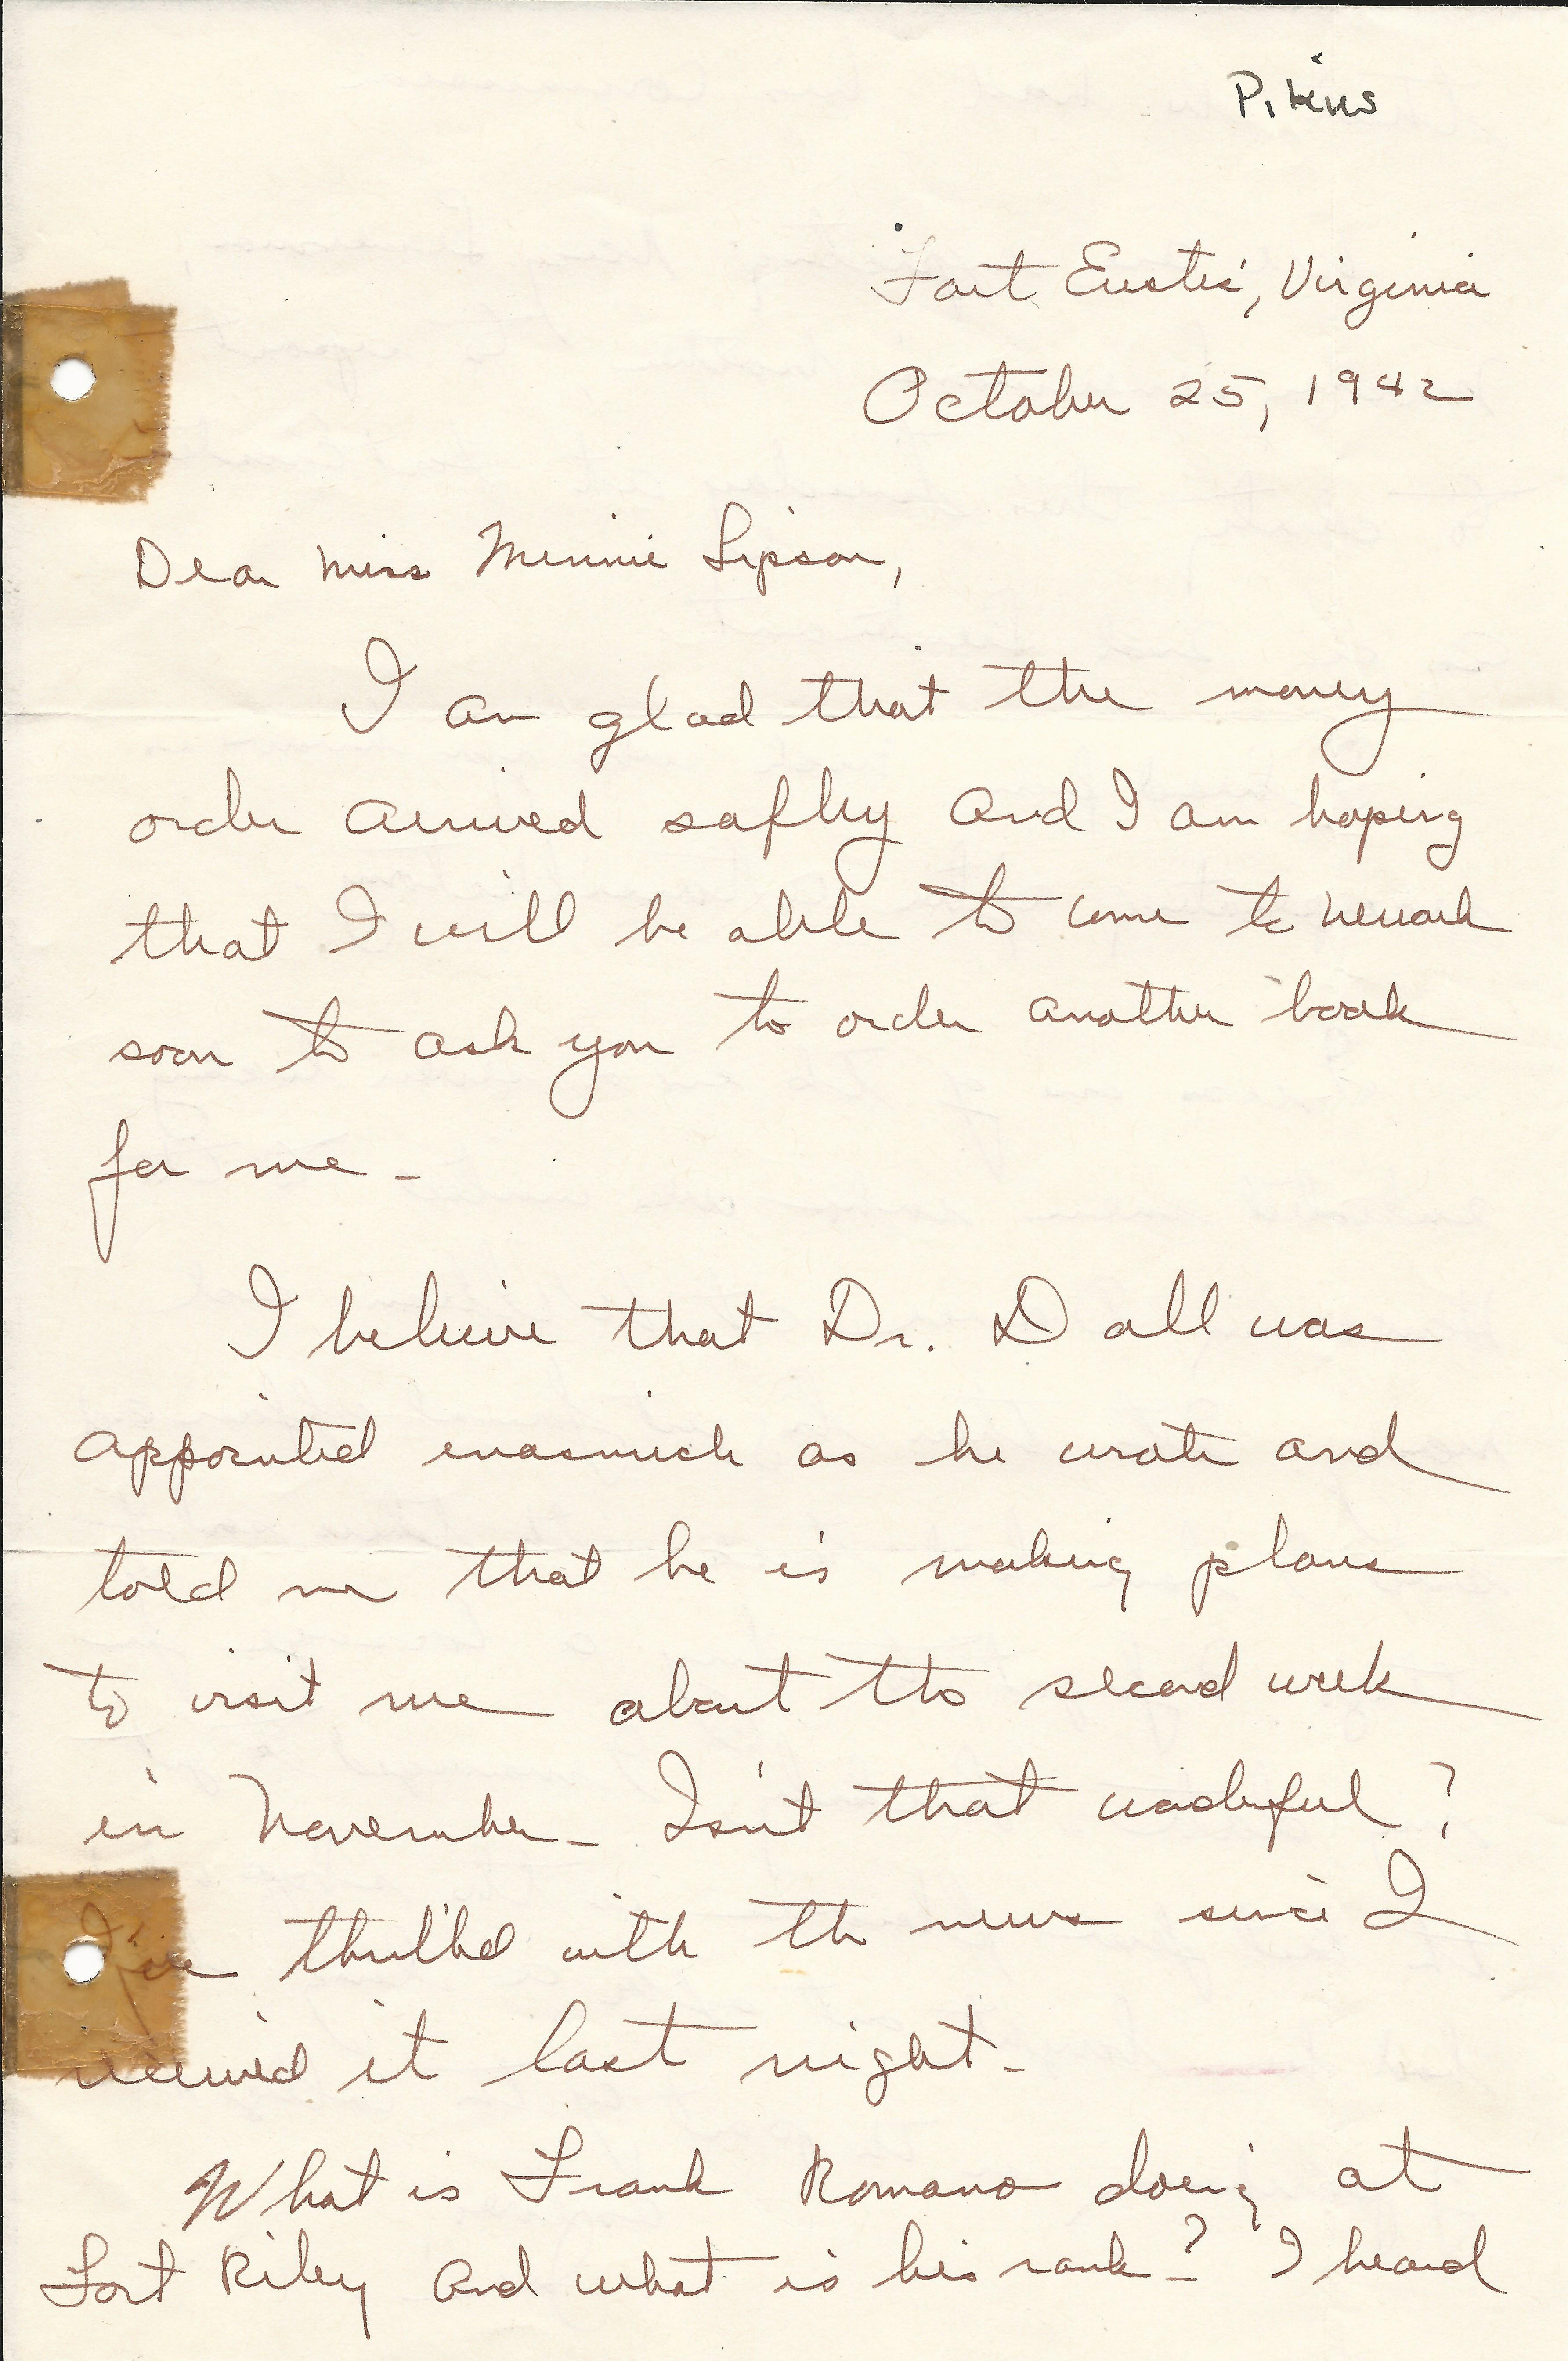 Pitkus
Fort Eustis, Virginia
October 25, 1942
Dear Miss Minnie Lipson,
I am glad that the money
order arrived saftly and I am hoping
that I will be able to come to Newark
soon to ask you to order another book
for me -
I believe that Dr. Dall was
appointed inasmuch as he wrote and
told me that he is making plans
to visit me about the second week
in November - Isn't that wonderful?
I'm thrilled with the news since I
received it last night -
What is Frank Romano doing at
Fort Riley and what is his rank? I heard